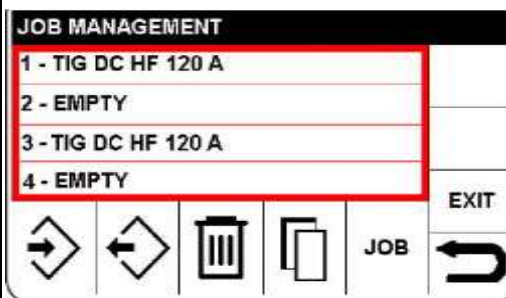 JOB MANAGEMENT
1 - TIG DC HF 120 A
2 - EMPTY
3 - TIG DC HF 120 A
4 - EMPTY
EXIT
JOB